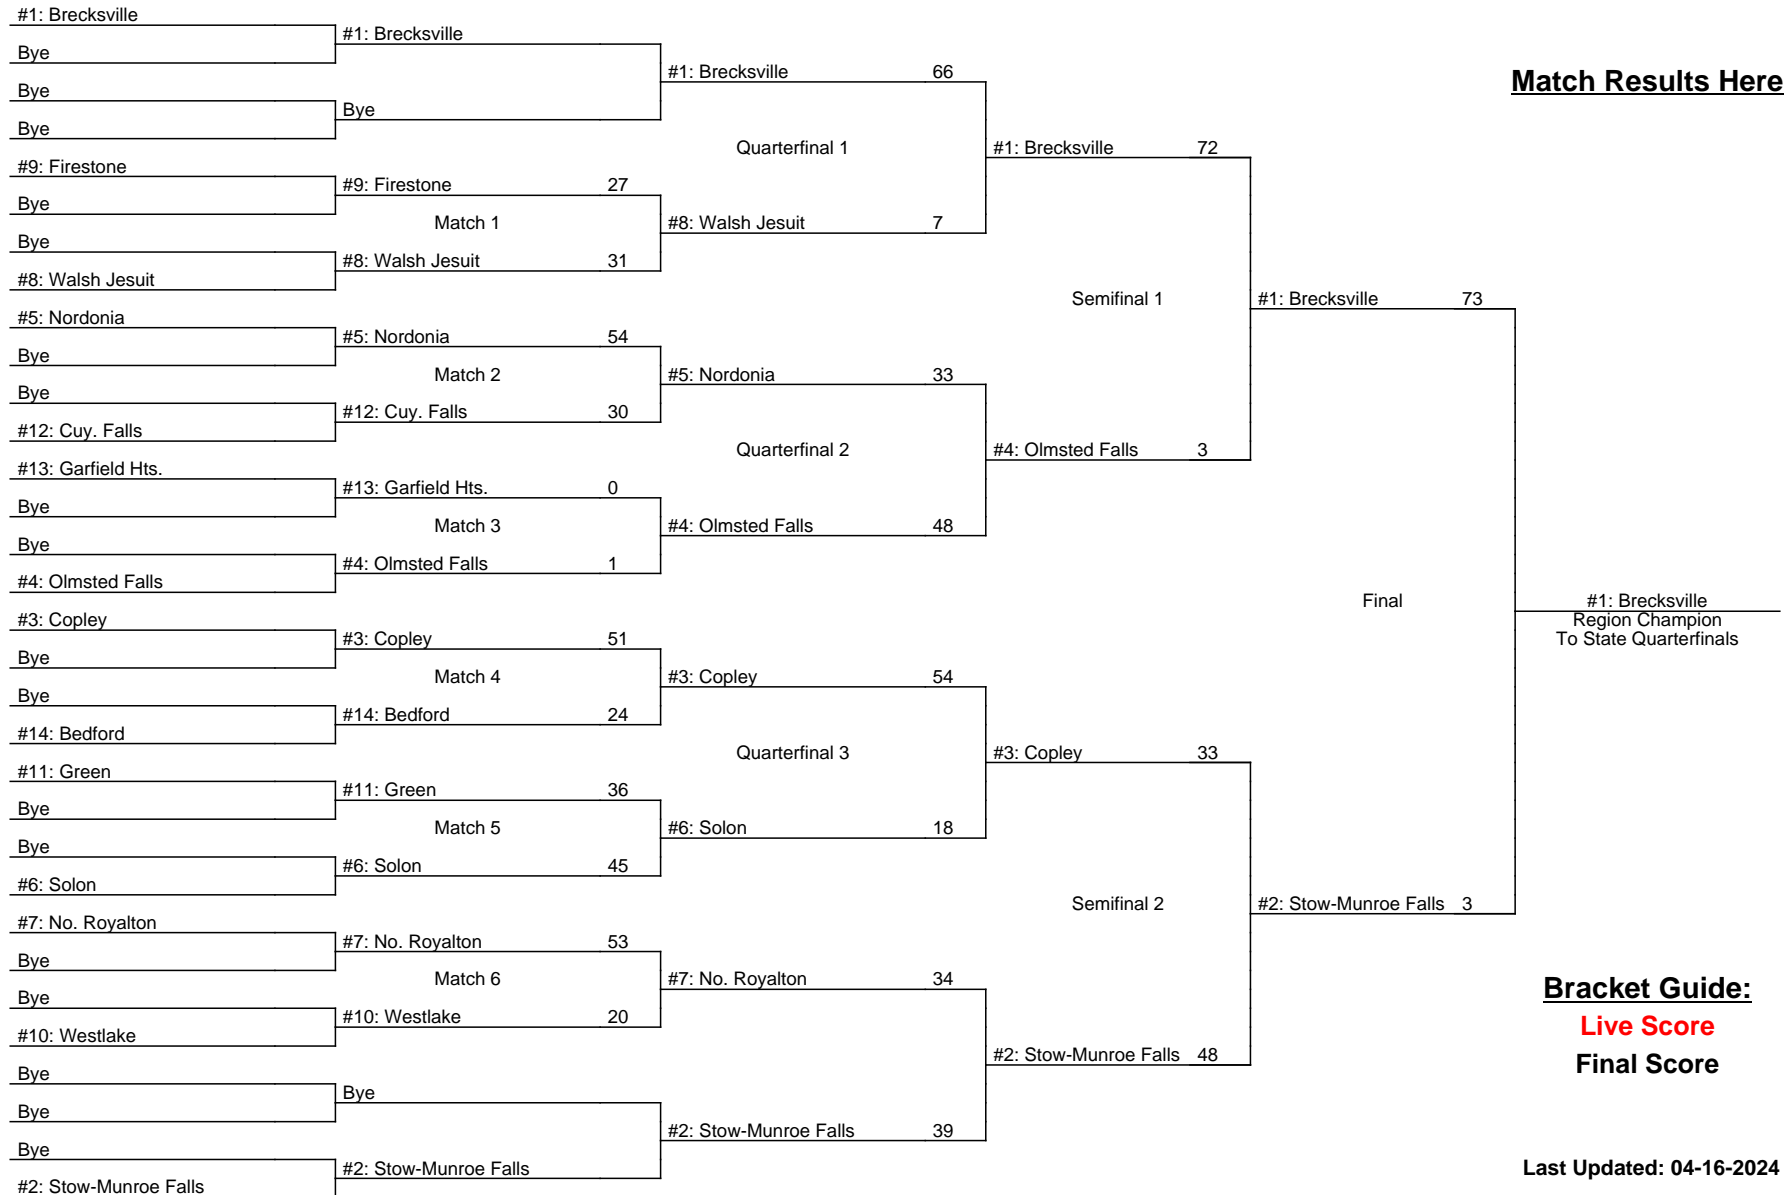 #1: Brecksville
Bye
Bye
Bye
#9: Firestone
Bye
Bye
#8: Walsh Jesuit
#5: Nordonia
Bye
Bye
#12: Cuy. Falls
#13: Garfield Hts.
Bye
Bye
#4: Olmsted Falls
#3: Copley
Bye
Bye
#14: Bedford
#11: Green
Bye
Bye
#6: Solon
#7: No. Royalton
Bye
Bye
#10: Westlake
Bye
Bye
Bye
#2: Stow-Munroe Falls
#1: Brecksville
Bye
#9: Firestone 27
Match 1
#8: Walsh Jesuit 31
#5: Nordonia 54
Match 2
#12: Cuy. Falls 30
#13: Garfield Hts. 0
Match 3
#4: Olmsted Falls 1
#3: Copley 51
Match 4
#14: Bedford 24
#11: Green 36
Match 5
#6: Solon 45
#7: No. Royalton 53
Match 6
#10: Westlake 20
Bye
#2: Stow-Munroe Falls
#1: Brecksville 66
Quarterfinal 1
#8: Walsh Jesuit 7
#5: Nordonia 33
Quarterfinal 2
#4: Olmsted Falls 48
#3: Copley 54
Quarterfinal 3
#6: Solon 18
#7: No. Royalton 34
#2: Stow-Munroe Falls 39
#1: Brecksville 72
Semifinal 1
#4: Olmsted Falls 3
#3: Copley 33
Semifinal 2
#2: Stow-Munroe Falls 48
#1: Brecksville 73
Final
#2: Stow-Munroe Falls 3
#1: Brecksville
Region Champion
To State Quarterfinals
Match Results Here
Bracket Guide:
Live Score
Final Score
Last Updated: 04-16-2024